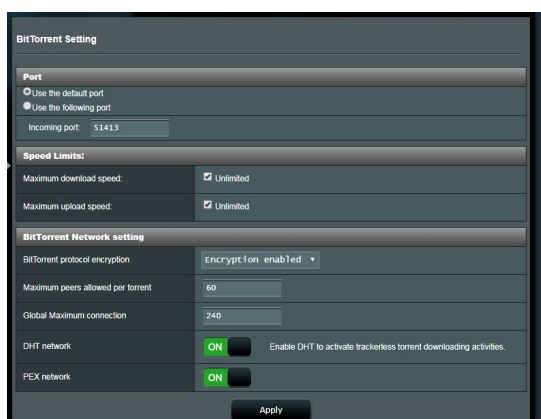 BitTorrent Setting
Port
Use the default port
Use the following port
Incoming port: 51413
Speed Limits:
Maximum download speed: Unlimited
Maximum upload speed: Unlimited
BitTorrent Network setting
BitTorrent protocol encryption Encryption enabled
Maximum peers allowed per torrent 60
Global Maximum connection 240
DHT network ON Enable DHT to activate trackerless torrent downloading activities.
PEX network ON
Apply